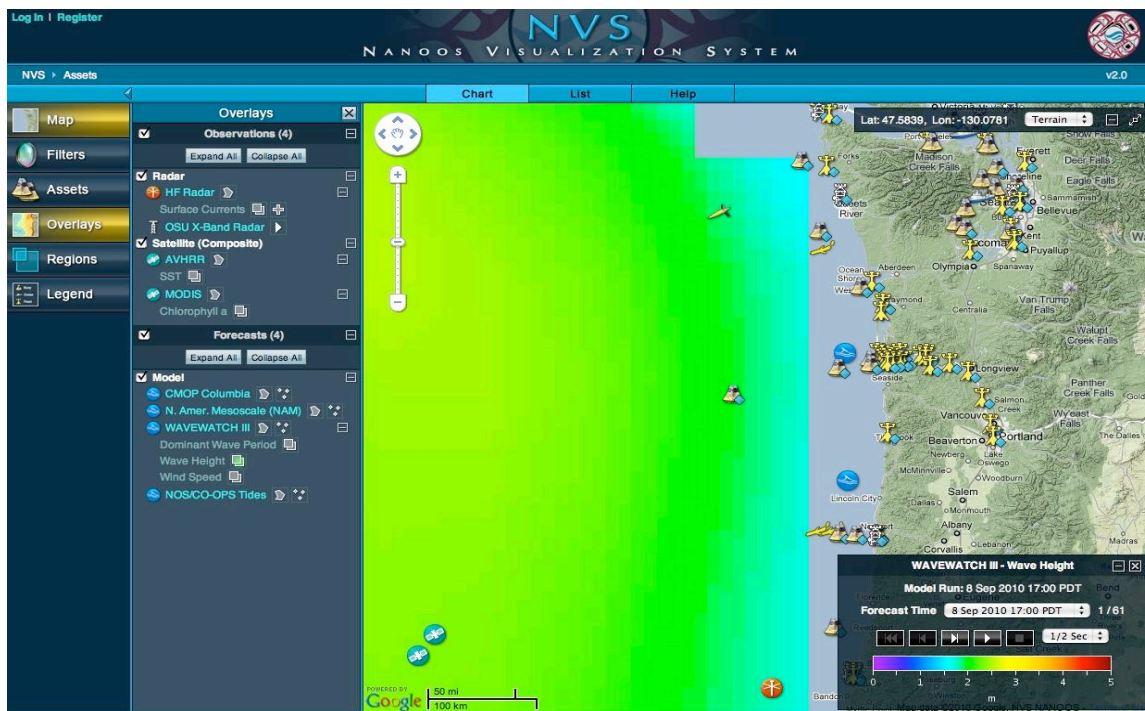 Log In | Register
NVS
NANOOS VISUALIZATION SYSTEM
NVS › Assets
v2.0
Chart
List
Help
Map
Filters
Assets
Overlays
Regions
Legend
Overlays
Observations (4)
Expand All
Collapse All
Radar
HF Radar
Surface Currents
OSU X-Band Radar
Satellite (Composite)
AVHRR
SST
MODIS
Chlorophyll a
Forecasts (4)
Expand All
Collapse All
Model
CMOP Columbia
N. Amer. Mesoscale (NAM)
WAVEWATCH III
Dominant Wave Period
Wave Height
Wind Speed
NOS/CO-OPS Tides
Lat: 47.5839, Lon: -130.0781
Terrain
Forks
Madison
Creek Falls
Everett
Deer Falls
Eagle Falls
Sammamish
Bellevue
River
Kent
Puyallup
Ocean
Aberdeen
Olympia
Spanaway
Centralia
Van Trump
Falls
Walupt
Creek Falls
Seaside
Longview
Panther
Creek Falls
Salmon
Creek
Wy'east
Falls
Beaverton
Portland
The Dalles
Newberg
Lake
Oswego
McMinnville
Woodburn
Lincoln City
Salem
Dallas
Monmouth
Albany
Corvallis
Lebanon
Madras
WAVEWATCH III - Wave Height
Model Run: 8 Sep 2010 17:00 PDT
Forecast Time
8 Sep 2010 17:00 PDT
1 / 61
1/2 Sec
0 1 2 3 4 5
m
POWERED BY
Google
50 mi
100 km
Map data ©2010 Google, NVS NANOOS